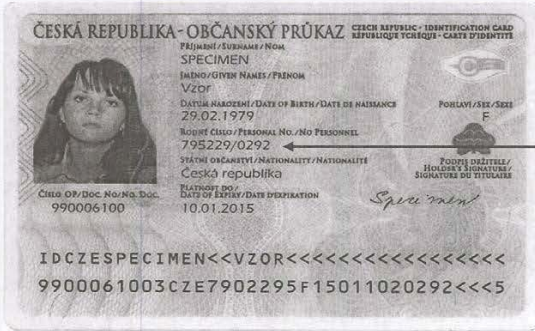 ČESKÁ REPUBLIKA - OBČANSKÝ PRŮKAZ
CZECH REPUBLIC - IDENTIFICATION CARD
RÉPUBLIQUE TCHÈQUE - CARTE D'IDENTITÉ
PŘÍJMENÍ / SURNAME / NOM
SPECIMEN
JMÉNO / GIVEN NAMES / PRÉNOM
Vzor
DATUM NAROZENÍ / DATE OF BIRTH / DATE DE NAISSANCE
29.02.1979
POHLAVÍ / SEX / SEXE
F
RODNÉ ČÍSLO / PERSONAL NO. / NO PERSONNEL
795229/0292
STÁTNÍ OBČANSTVÍ / NATIONALITY / NATIONALITÉ
Česká republika
PLATNOST DO /
DATE OF EXPIRY / DATE D'EXPIRATION
10.01.2015
PODPIS DRŽITELE /
HOLDER'S SIGNATURE /
SIGNATURE DU TITULAIRE
Specimen
ČÍSLO OP / DOC. NO / NO. DOC.
990006100
IDCZESPECIMEN<<VZOR<<<<<<<<<<<<<<<<<
9900061003CZE7902295F15011020292<<<5